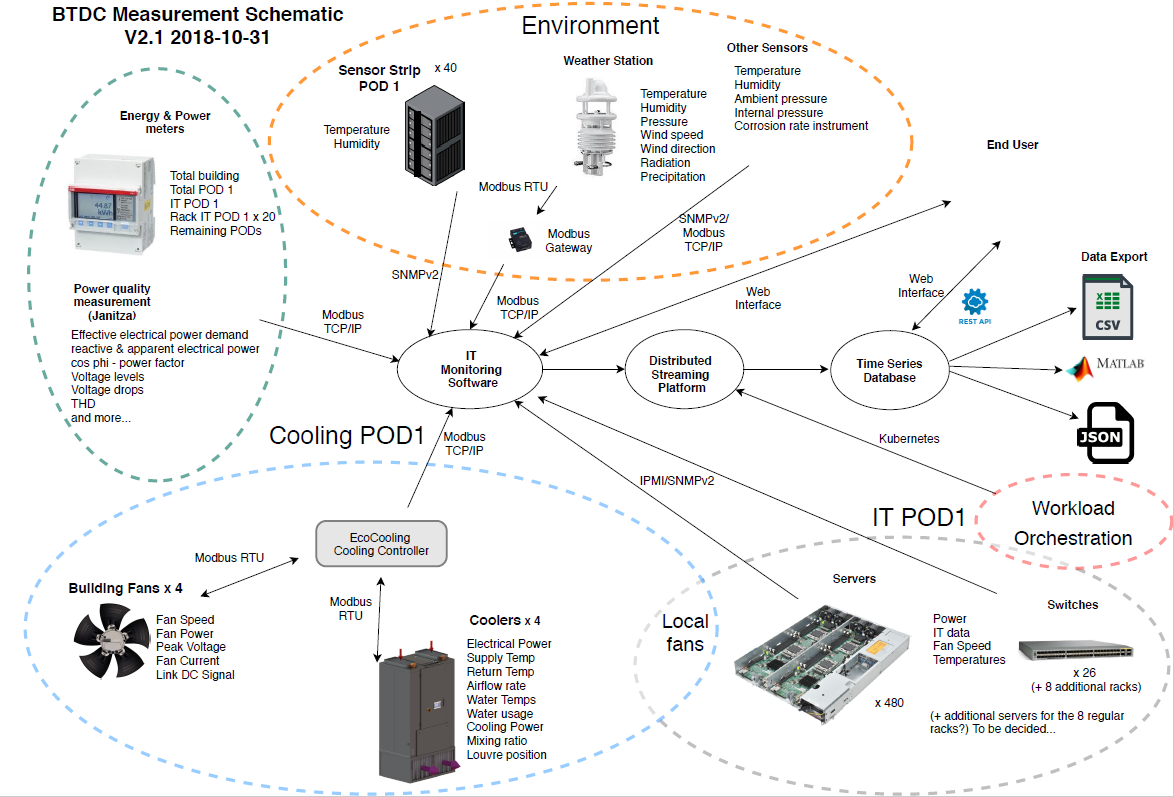 BTDC Measurement Schematic
V2.1 2018-10-31
Environment
Sensor Strip
POD 1
x 40
Temperature
Humidity
Weather Station
Temperature
Humidity
Pressure
Wind speed
Wind direction
Radiation
Precipitation
Other Sensors
Temperature
Humidity
Ambient pressure
Internal pressure
Corrosion rate instrument
Modbus RTU
Modbus
Gateway
SNMPv2
Modbus
TCP/IP
SNMPv2/
Modbus
TCP/IP
Energy & Power
meters
Total building
Total POD 1
IT POD 1
Rack IT POD 1 x 20
Remaining PODs
Power quality
measurement
(Janitza)
Effective electrical power demand
reactive & apparent electrical power
cos phi - power factor
Voltage levels
Voltage drops
THD
and more...
Modbus
TCP/IP
End User
Web
Interface
Web
Interface
REST API
Data Export
CSV
MATLAB
JSON
IT
Monitoring
Software
Distributed
Streaming
Platform
Time Series
Database
Kubernetes
Workload
Orchestration
Cooling POD1
Modbus
TCP/IP
EcoCooling
Cooling Controller
Modbus RTU
Building Fans x 4
Fan Speed
Fan Power
Peak Voltage
Fan Current
Link DC Signal
Modbus
RTU
Coolers x 4
Electrical Power
Supply Temp
Return Temp
Airflow rate
Water Temps
Water usage
Cooling Power
Mixing ratio
Louvre position
Local
fans
IPMI/SNMPv2
IT POD1
Servers
x 480
Power
IT data
Fan Speed
Temperatures
Switches
x 26
(+ 8 additional racks)
(+ additional servers for the 8 regular
racks?) To be decided...